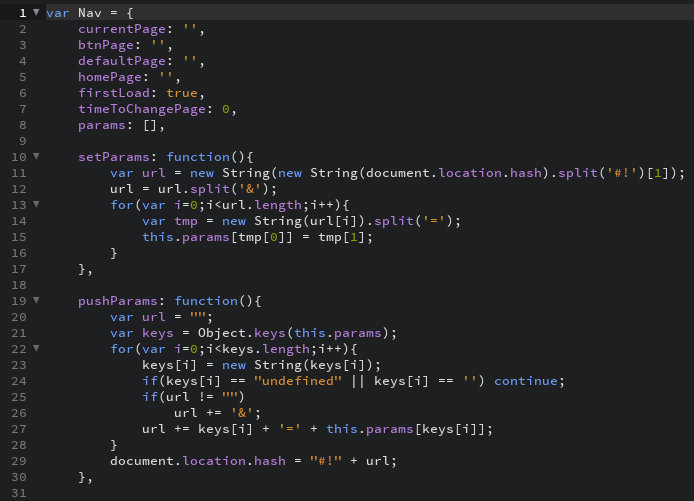 1 var Nav = {
2     currentPage: '',
3     btnPage: '',
4     defaultPage: '',
5     homePage: '',
6     firstLoad: true,
7     timeToChangePage: 0,
8     params: [],
9
10     setParams: function(){
11         var url = new String(new String(document.location.hash).split('#!')[1]);
12         url = url.split('&');
13         for(var i=0;i<url.length;i++){
14             var tmp = new String(url[i]).split('=');
15             this.params[tmp[0]] = tmp[1];
16         }
17     },
18
19     pushParams: function(){
20         var url = "";
21         var keys = Object.keys(this.params);
22         for(var i=0;i<keys.length;i++){
23             keys[i] = new String(keys[i]);
24             if(keys[i] == "undefined" || keys[i] == '') continue;
25             if(url != "")
26                 url += '&';
27             url += keys[i] + '=' + this.params[keys[i]];
28         }
29         document.location.hash = "#!" + url;
30     },
31